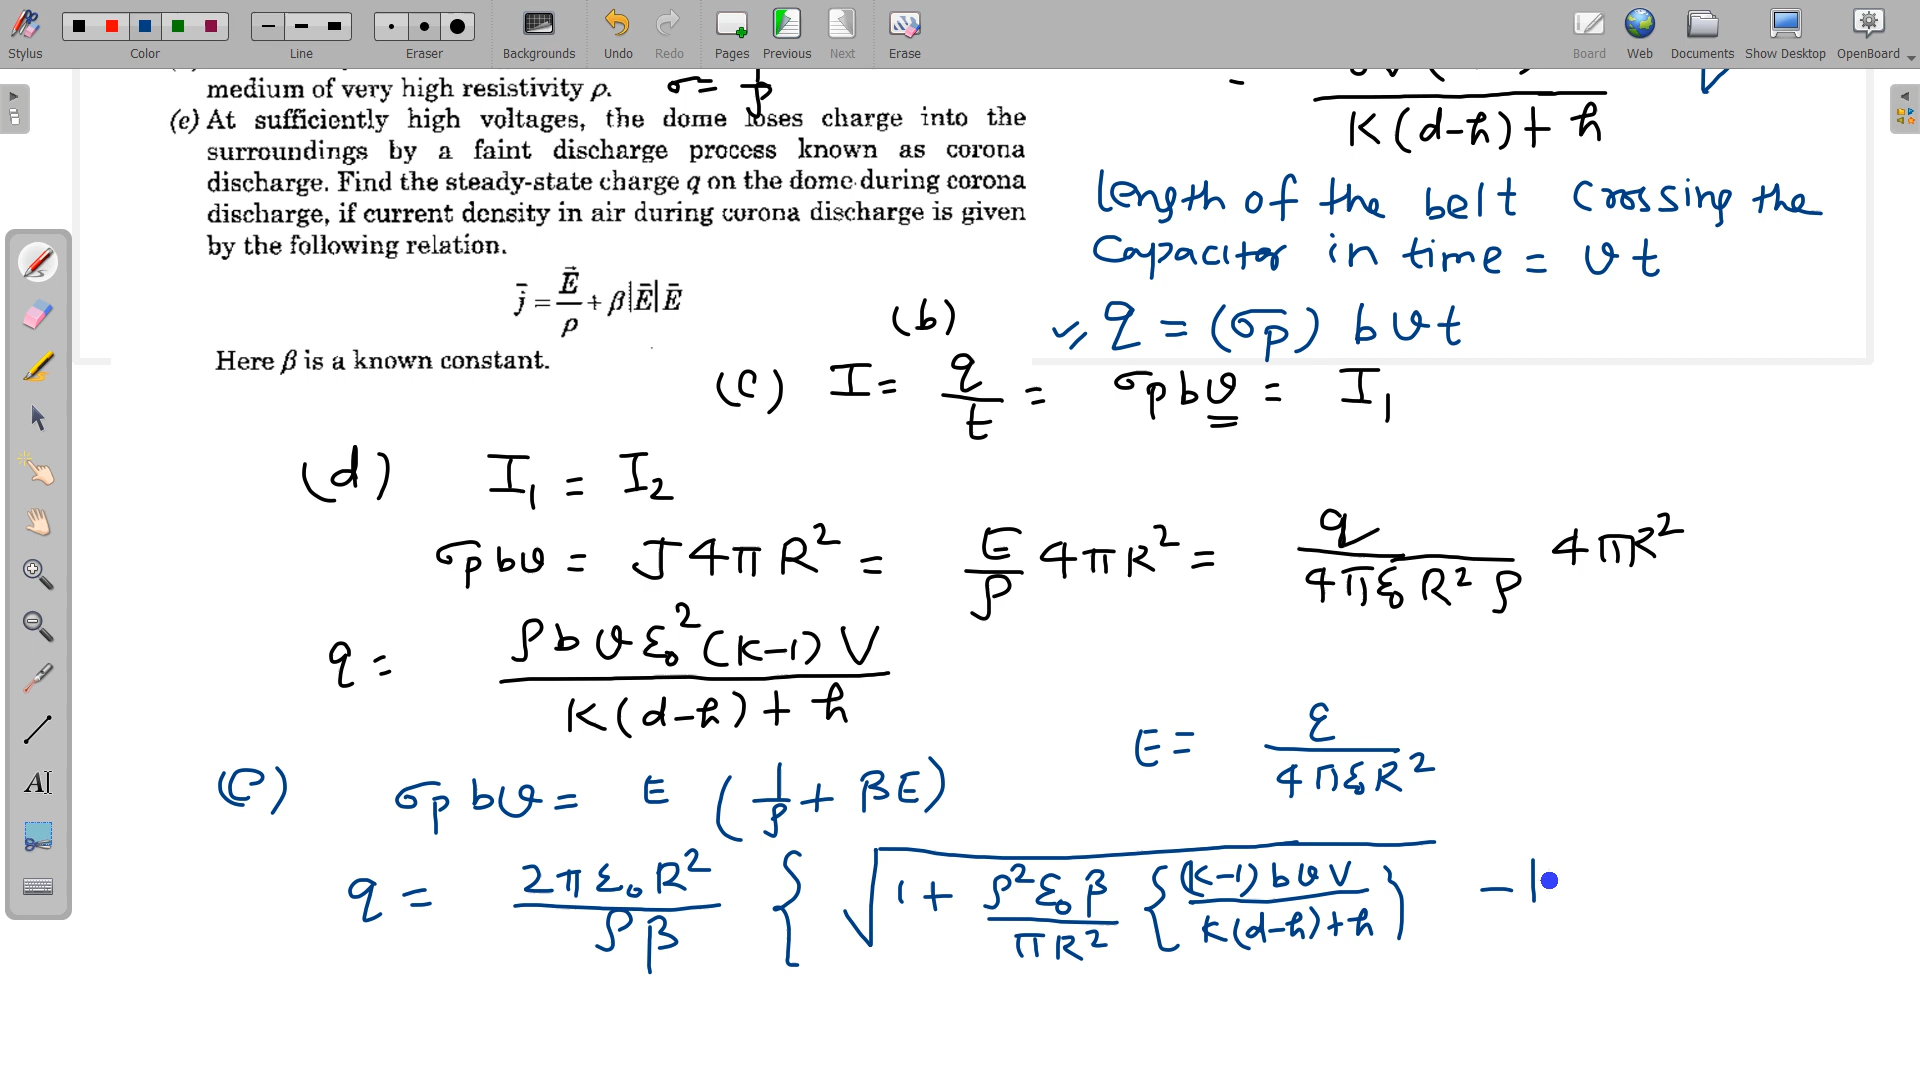 Stylus Color Line Eraser Backgrounds Undo Redo Pages Previous Next Erase Board Web Documents Show Desktop OpenBoard
medium of very high resistivity ρ. σ = 1/ρ
(e) At sufficiently high voltages, the dome loses charge into the
surroundings by a faint discharge process known as corona
discharge. Find the steady-state charge q on the dome during corona
discharge, if current density in air during corona discharge is given
by the following relation.
j = E/ρ + β|E|E
Here β is a known constant.
K(d-h)+h
length of the belt crossing the
Capacitor in time = vt
(b) ✓ q = (σp) bvt
(c) I = q/t = σp bv = I₁
(d) I₁ = I₂
σp bv = J4πR² = E/ρ 4πR² = q/(4πε₀R²ρ) 4πR²
q = ρbvε₀²(K-1)V / (K(d-h)+h)
E = ε/(4πε₀R²)
(e) σp bv = E (1/ρ + βE)
q = 2πε₀R²/(ρβ) { √(1 + ρ²ε₀β/(πR²) { (K-1)bvV / (K(d-h)+h) }) - 1